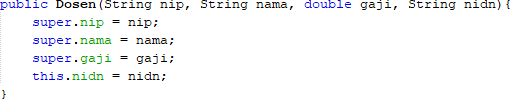 public Dosen(String nip, String nama, double gaji, String nidn){
    super.nip = nip;
    super.nama = nama;
    super.gaji = gaji;
    this.nidn = nidn;
}